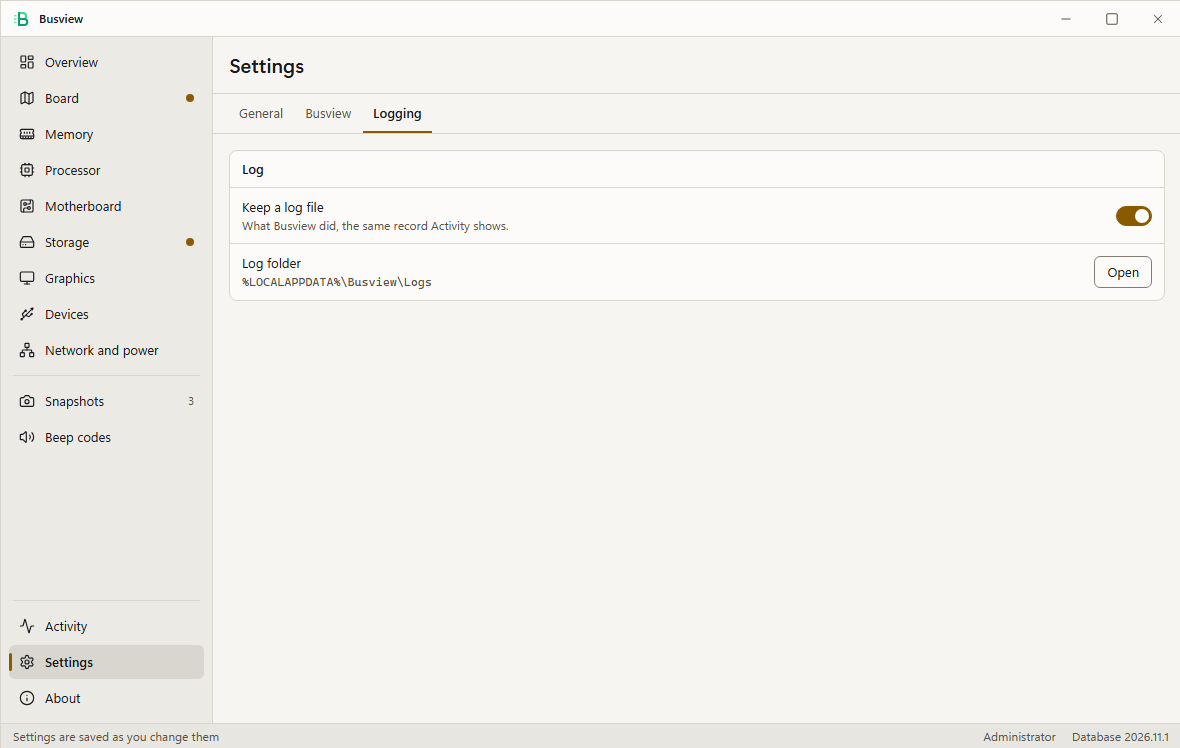 Busview
Overview
Board
Memory
Processor
Motherboard
Storage
Graphics
Devices
Network and power
Snapshots 3
Beep codes
Activity
Settings
About
Settings
General Busview Logging
Log
Keep a log file
What Busview did, the same record Activity shows.
Log folder
%LOCALAPPDATA%\Busview\Logs
Open
Settings are saved as you change them
Administrator Database 2026.11.1